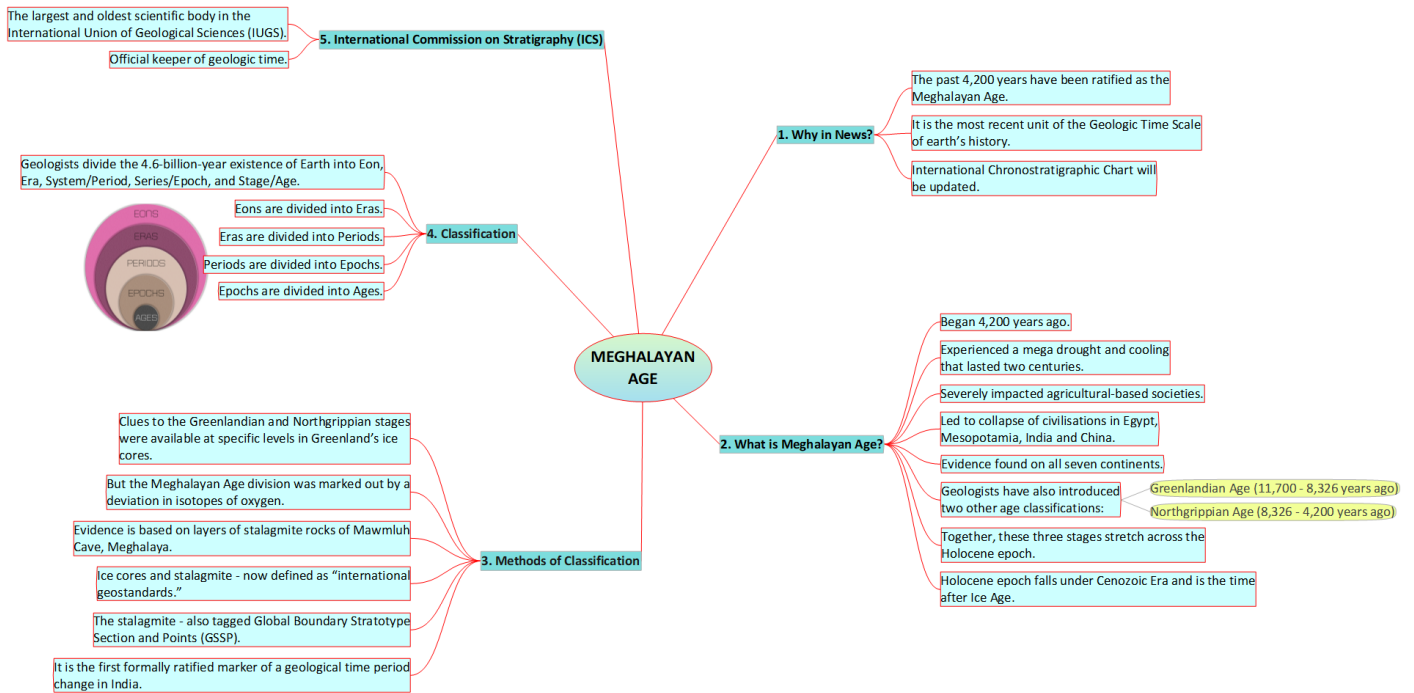 MEGHALAYAN
AGE
1. Why in News?
The past 4,200 years have been ratified as the
Meghalayan Age.
It is the most recent unit of the Geologic Time Scale
of earth’s history.
International Chronostratigraphic Chart will
be updated.
2. What is Meghalayan Age?
Began 4,200 years ago.
Experienced a mega drought and cooling
that lasted two centuries.
Severely impacted agricultural-based societies.
Led to collapse of civilisations in Egypt,
Mesopotamia, India and China.
Evidence found on all seven continents.
Geologists have also introduced
two other age classifications:
Greenlandian Age (11,700 - 8,326 years ago)
Northgrippian Age (8,326 - 4,200 years ago)
Together, these three stages stretch across the
Holocene epoch.
Holocene epoch falls under Cenozoic Era and is the time
after Ice Age.
3. Methods of Classification
Clues to the Greenlandian and Northgrippian stages
were available at specific levels in Greenland’s ice
cores.
But the Meghalayan Age division was marked out by a
deviation in isotopes of oxygen.
Evidence is based on layers of stalagmite rocks of Mawmluh
Cave, Meghalaya.
Ice cores and stalagmite - now defined as “international
geostandards.”
The stalagmite - also tagged Global Boundary Stratotype
Section and Points (GSSP).
It is the first formally ratified marker of a geological time period
change in India.
4. Classification
Geologists divide the 4.6-billion-year existence of Earth into Eon,
Era, System/Period, Series/Epoch, and Stage/Age.
Eons are divided into Eras.
Eras are divided into Periods.
Periods are divided into Epochs.
Epochs are divided into Ages.
EONS
ERAS
PERIODS
EPOCHS
AGES
5. International Commission on Stratigraphy (ICS)
The largest and oldest scientific body in the
International Union of Geological Sciences (IUGS).
Official keeper of geologic time.